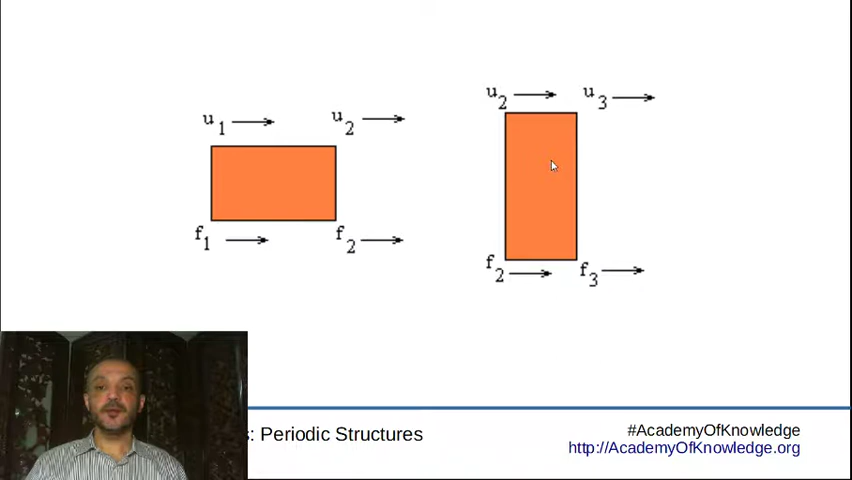 u1 u2
f1 f2
u2 u3
f2 f3
: Periodic Structures
#AcademyOfKnowledge
http://AcademyOfKnowledge.org